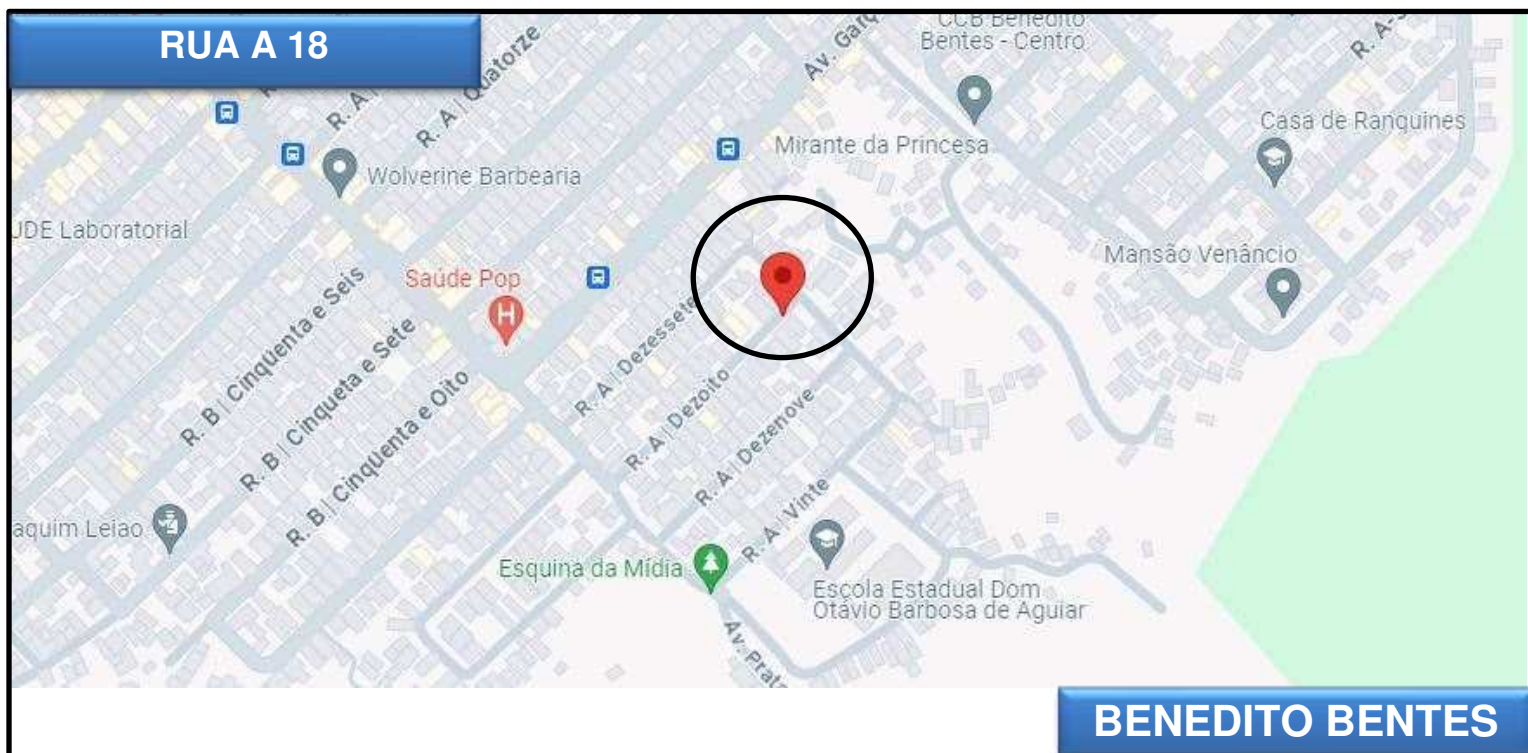 RUA A 18
CCB Benedito
Bentes - Centro
Av. Garç
R. A-
R. A
R. A | Quatorze
Mirante da Princesa
Casa de Ranquines
Wolverine Barbearia
UDE Laboratorial
Mansão Venâncio
Saúde Pop
H
R. B | Cinqüenta e Seis
R. B | Cinqueta e Sete
R. B | Cinquenta e Oito
R. A | Dezessete
R. A | Dezoito
R. A | Dezenove
R. A | Vinte
aquim Leiao
Esquina da Mídia
Escola Estadual Dom
Otávio Barbosa de Aguiar
Av. Prata
BENEDITO BENTES